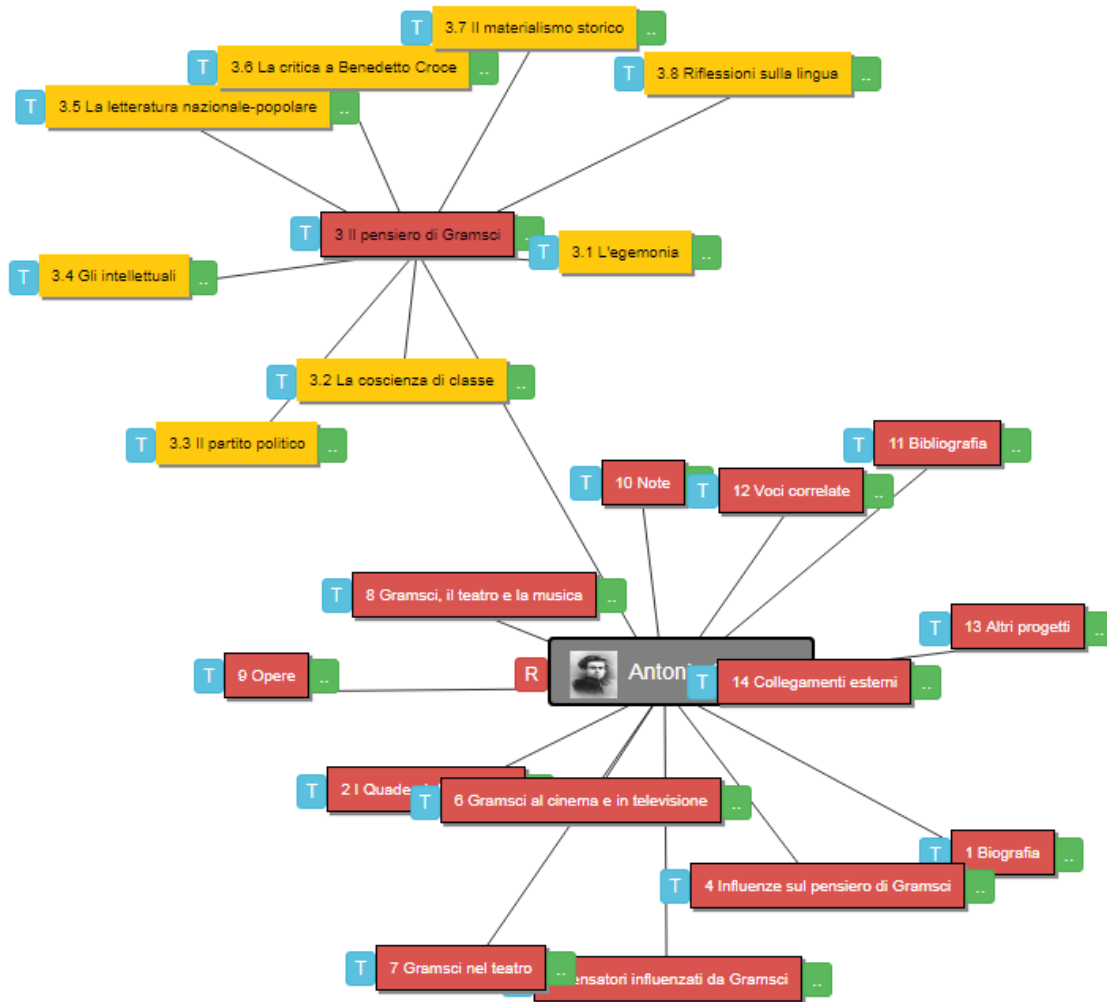 T 3.7 Il materialismo storico ..
T 3.6 La critica a Benedetto Croce ..
T 3.8 Riflessioni sulla lingua ..
T 3.5 La letteratura nazionale-popolare ..
T 3 Il pensiero di Gramsci ..
T 3.1 L'egemonia ..
T 3.4 Gli intellettuali ..
T 3.2 La coscienza di classe ..
T 3.3 Il partito politico ..
T 11 Bibliografia ..
T 10 Note
T 12 Voci correlate ..
T 8 Gramsci, il teatro e la musica ..
T 13 Altri progetti ..
R Antoni
T 14 Collegamenti esterni ..
T 9 Opere ..
T 2 I Quade
T 6 Gramsci al cinema e in televisione ..
T 1 Biografia ..
T 4 Influenze sul pensiero di Gramsci ..
T 7 Gramsci nel teatro ..
ensatori influenzati da Gramsci ..